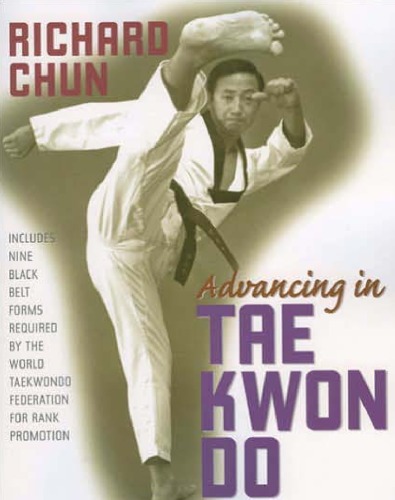 RICHARD
CHUN
INCLUDES
NINE
BLACK
BELT
FORMS
REQUIRED
BY THE
WORLD
TAEKWONDO
FEDERATION
FOR RANK
PROMOTION
Advancing in
TAE
KWON
DO